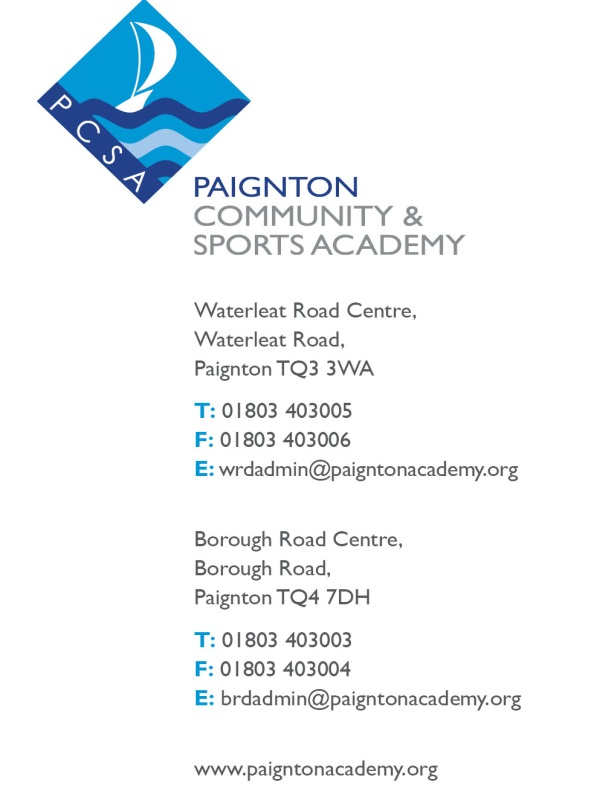 PCSA
PAIGNTON
COMMUNITY &
SPORTS ACADEMY
Waterleat Road Centre,
Waterleat Road,
Paignton TQ3 3WA
T: 01803 403005
F: 01803 403006
E: wrdadmin@paigntonacademy.org
Borough Road Centre,
Borough Road,
Paignton TQ4 7DH
T: 01803 403003
F: 01803 403004
E: brdadmin@paigntonacademy.org
www.paigntonacademy.org